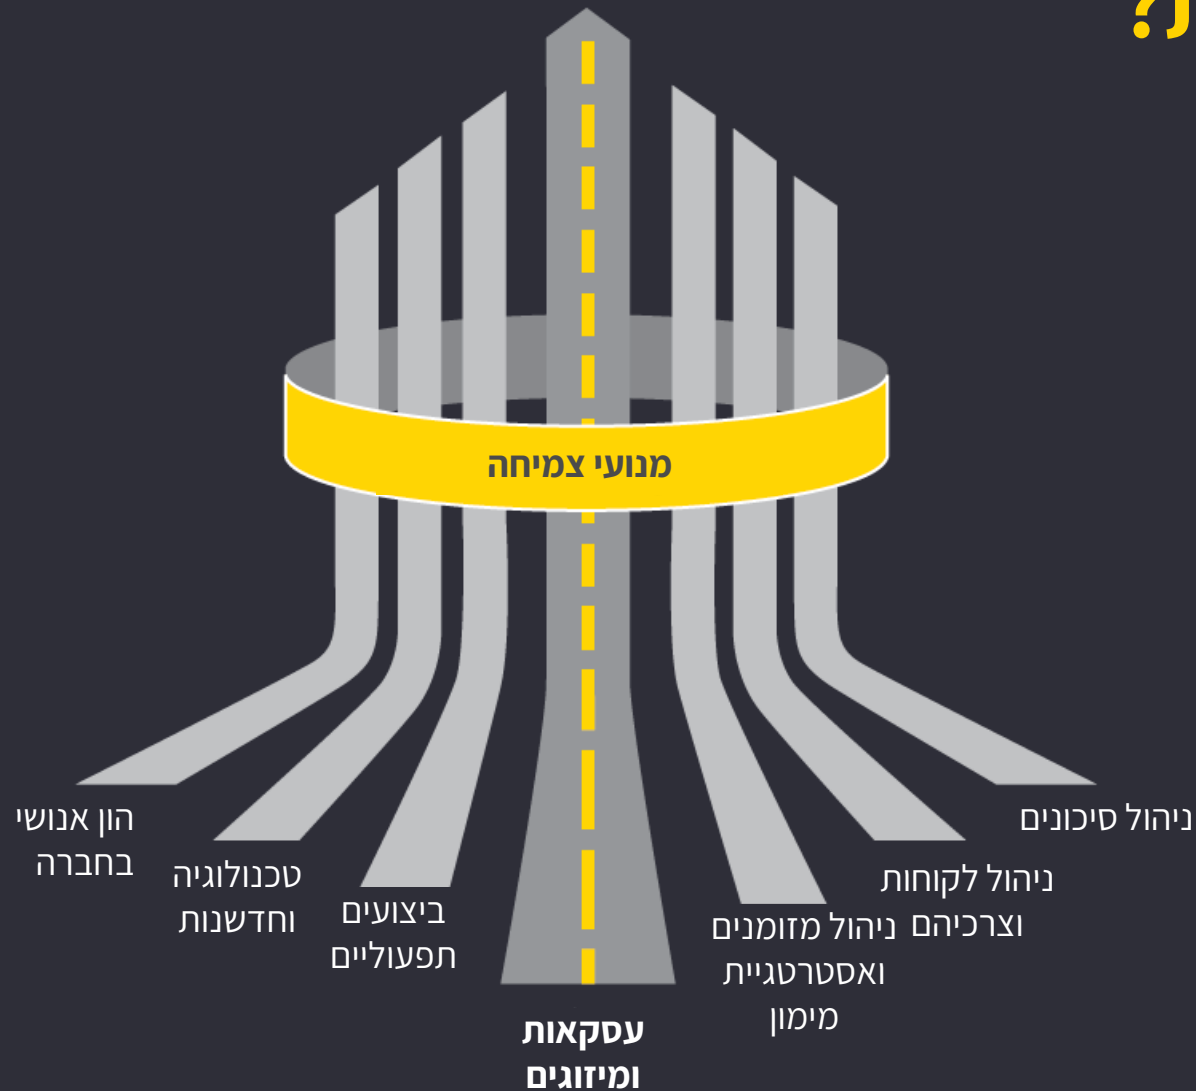 מנועי צמיחה
ניהול סיכונים
ניהול לקוחות
וצרכיהם
ניהול מזומנים
ואסטרטגיית
מימון
עסקאות
ומיזוגים
ביצועים
תפעוליים
טכנולוגיה
וחדשנות
הון אנושי
בחברה